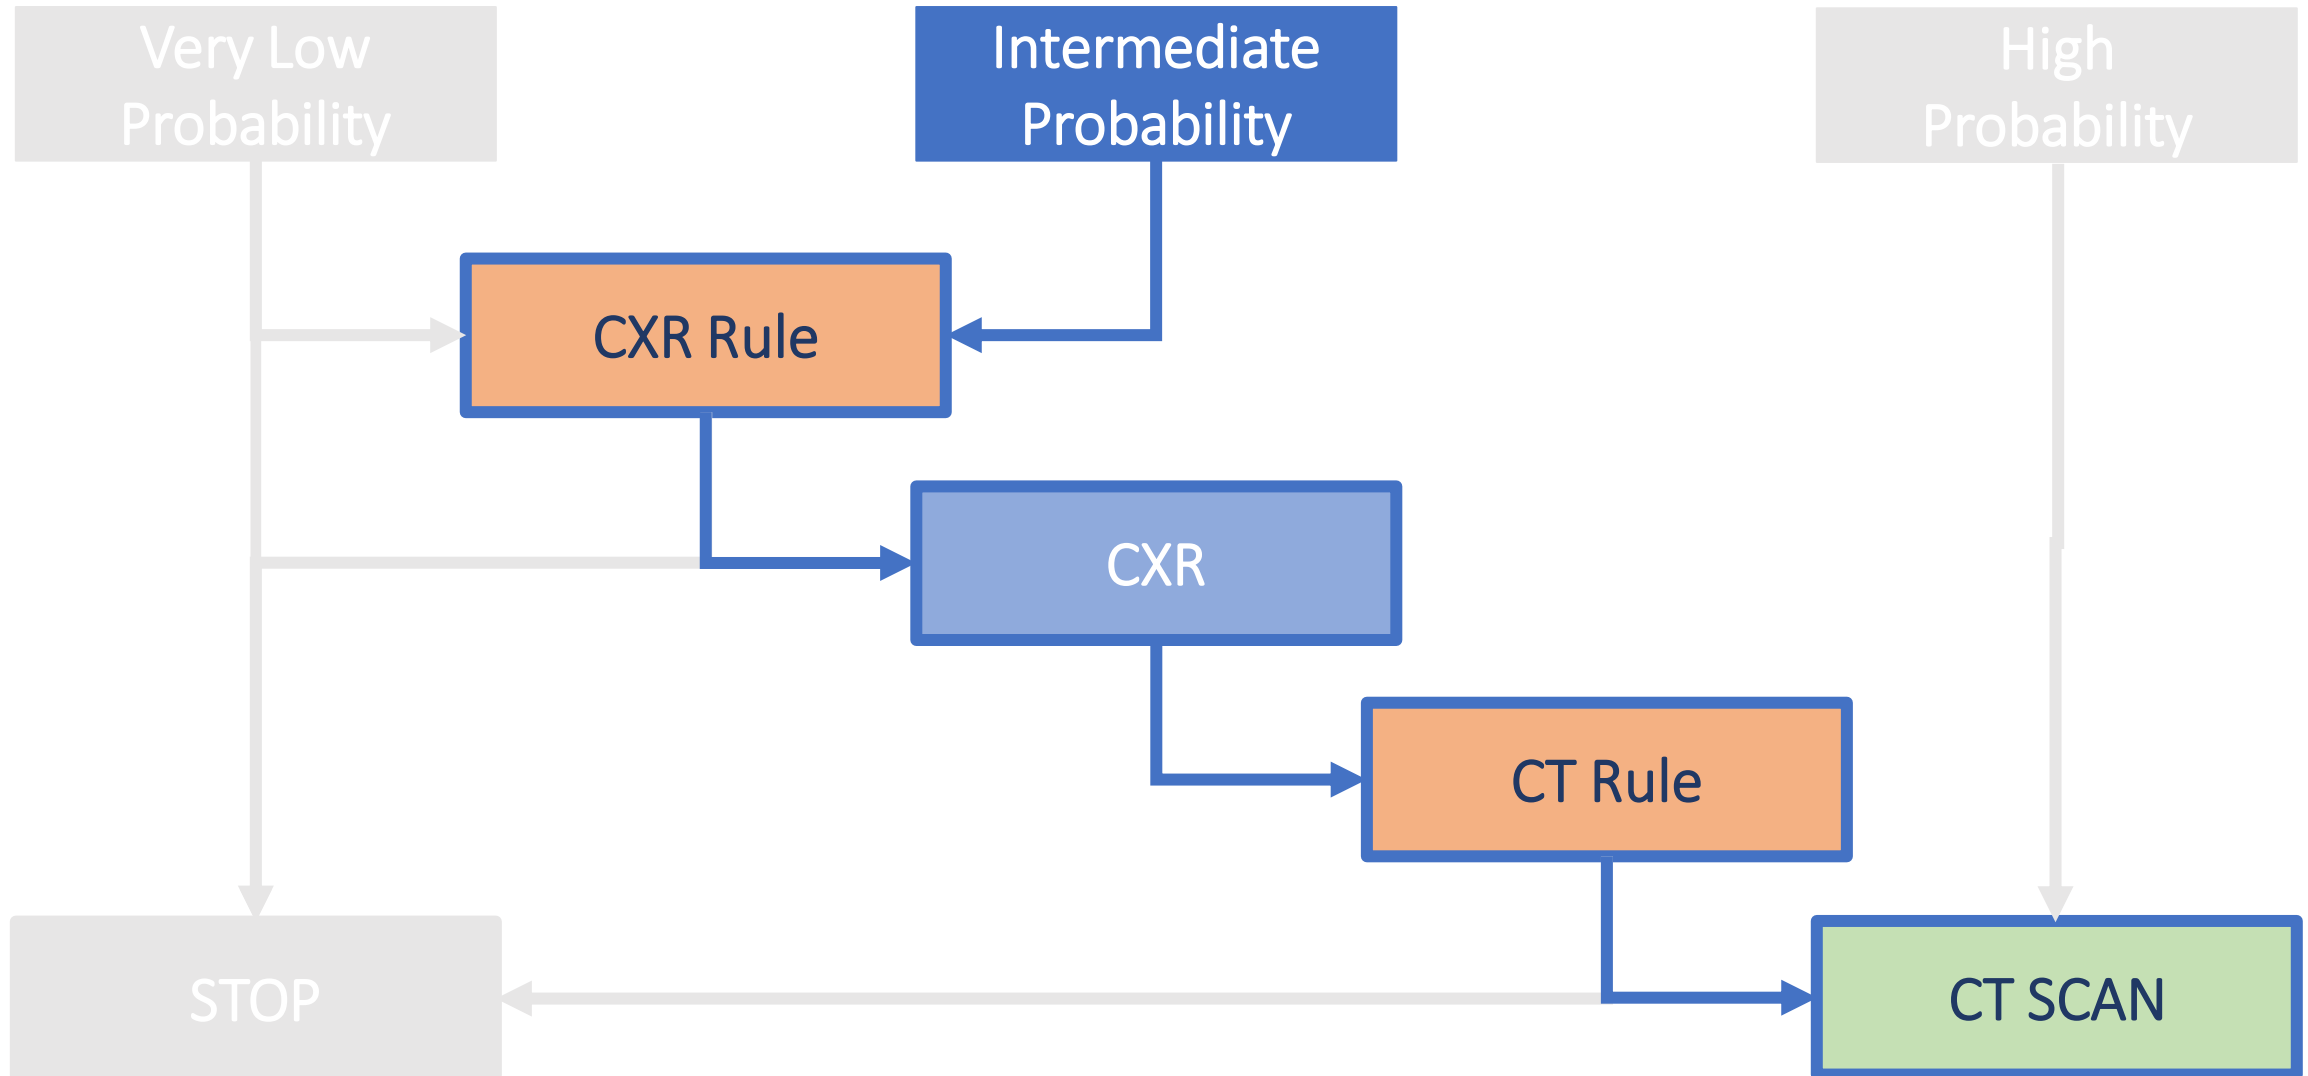 Very Low
Probability
Intermediate
Probability
High
Probability
CXR Rule
CXR
CT Rule
STOP
CT SCAN